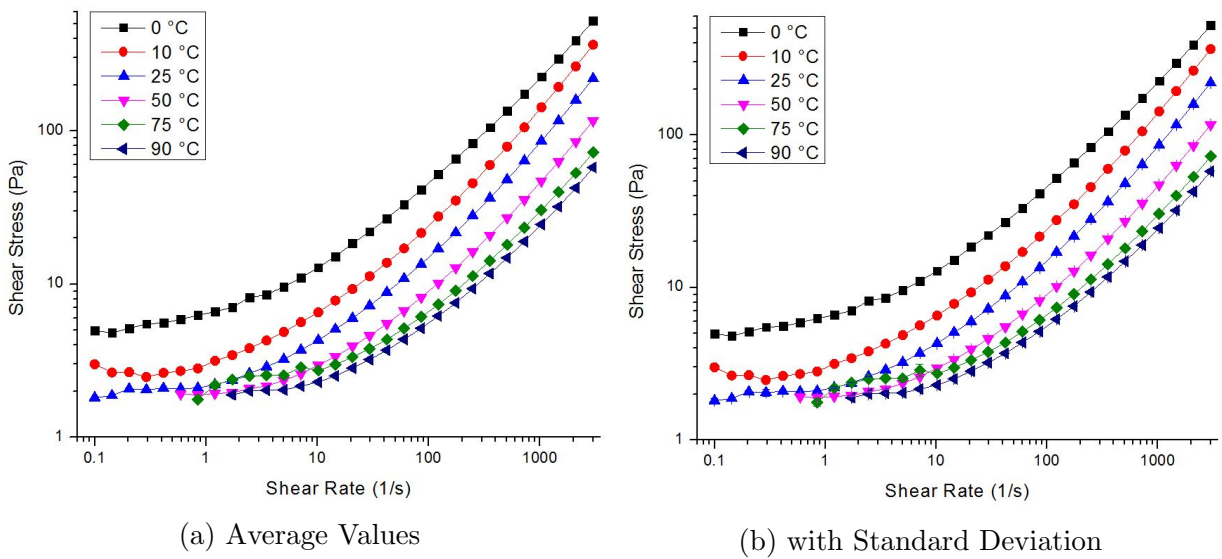 0 °C
10 °C
25 °C
50 °C
75 °C
90 °C
100
10
1
0.1 1 10 100 1000
Shear Stress (Pa)
Shear Rate (1/s)
(a) Average Values
0 °C
10 °C
25 °C
50 °C
75 °C
90 °C
100
10
1
0.1 1 10 100 1000
Shear Stress (Pa)
Shear Rate (1/s)
(b) with Standard Deviation